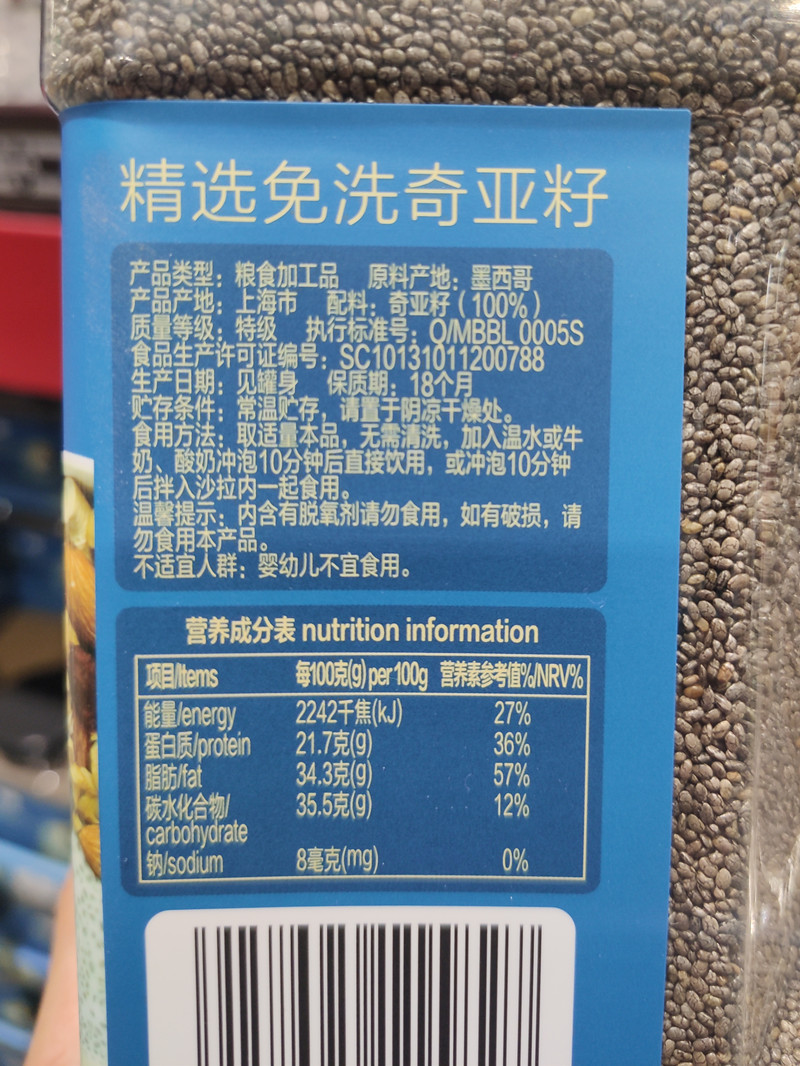 精选免洗奇亚籽
产品类型：粮食加工品 原料产地：墨西哥
产品产地：上海市 配料：奇亚籽（100%）
质量等级：特级 执行标准号：Q/MBBL 0005S
食品生产许可证编号：SC10131011200788
生产日期：见罐身 保质期：18个月
贮存条件：常温贮存，请置于阴凉干燥处。
食用方法：取适量本品，无需清洗，加入温水或牛
奶、酸奶冲泡10分钟后直接饮用，或冲泡10分钟
后拌入沙拉内一起食用。
温馨提示：内含有脱氧剂请勿食用，如有破损，请
勿食用本产品。
不适宜人群：婴幼儿不宜食用。
营养成分表 nutrition information
项目/Items 每100克(g) per 100g 营养素参考值%/NRV%
能量/energy 2242千焦(kJ) 27%
蛋白质/protein 21.7克(g) 36%
脂肪/fat 34.3克(g) 57%
碳水化合物/ 35.5克(g) 12%
carbohydrate
钠/sodium 8毫克(mg) 0%